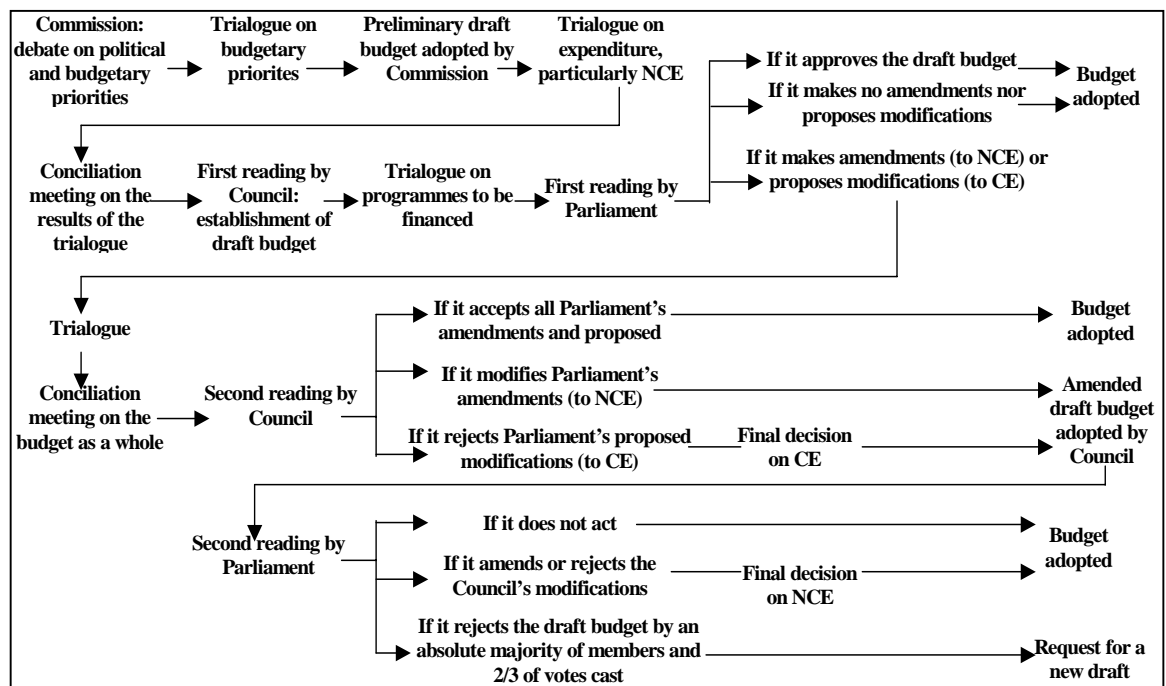 Commission:
debate on political
and budgetary
priorities
Trialogue on
budgetary
priorites
Preliminary draft
budget adopted by
Commission
Trialogue on
expenditure,
particularly NCE
If it approves the draft budget
If it makes no amendments nor
proposes modifications
Budget
adopted
Conciliation
meeting on the
results of the
trialogue
First reading by
Council:
establishment of
draft budget
Trialogue on
programmes to be
financed
First reading by
Parliament
If it makes amendments (to NCE) or
proposes modifications (to CE)
Trialogue
Conciliation
meeting on the
budget as a whole
Second reading by
Council
If it accepts all Parliament's
amendments and proposed
Budget
adopted
If it modifies Parliament's
amendments (to NCE)
If it rejects Parliament's proposed
modifications (to CE)
Final decision
on CE
Amended
draft budget
adopted by
Council
Second reading by
Parliament
If it does not act
If it amends or rejects the
Council's modifications
Final decision
on NCE
Budget
adopted
If it rejects the draft budget by an
absolute majority of members and
2/3 of votes cast
Request for a
new draft